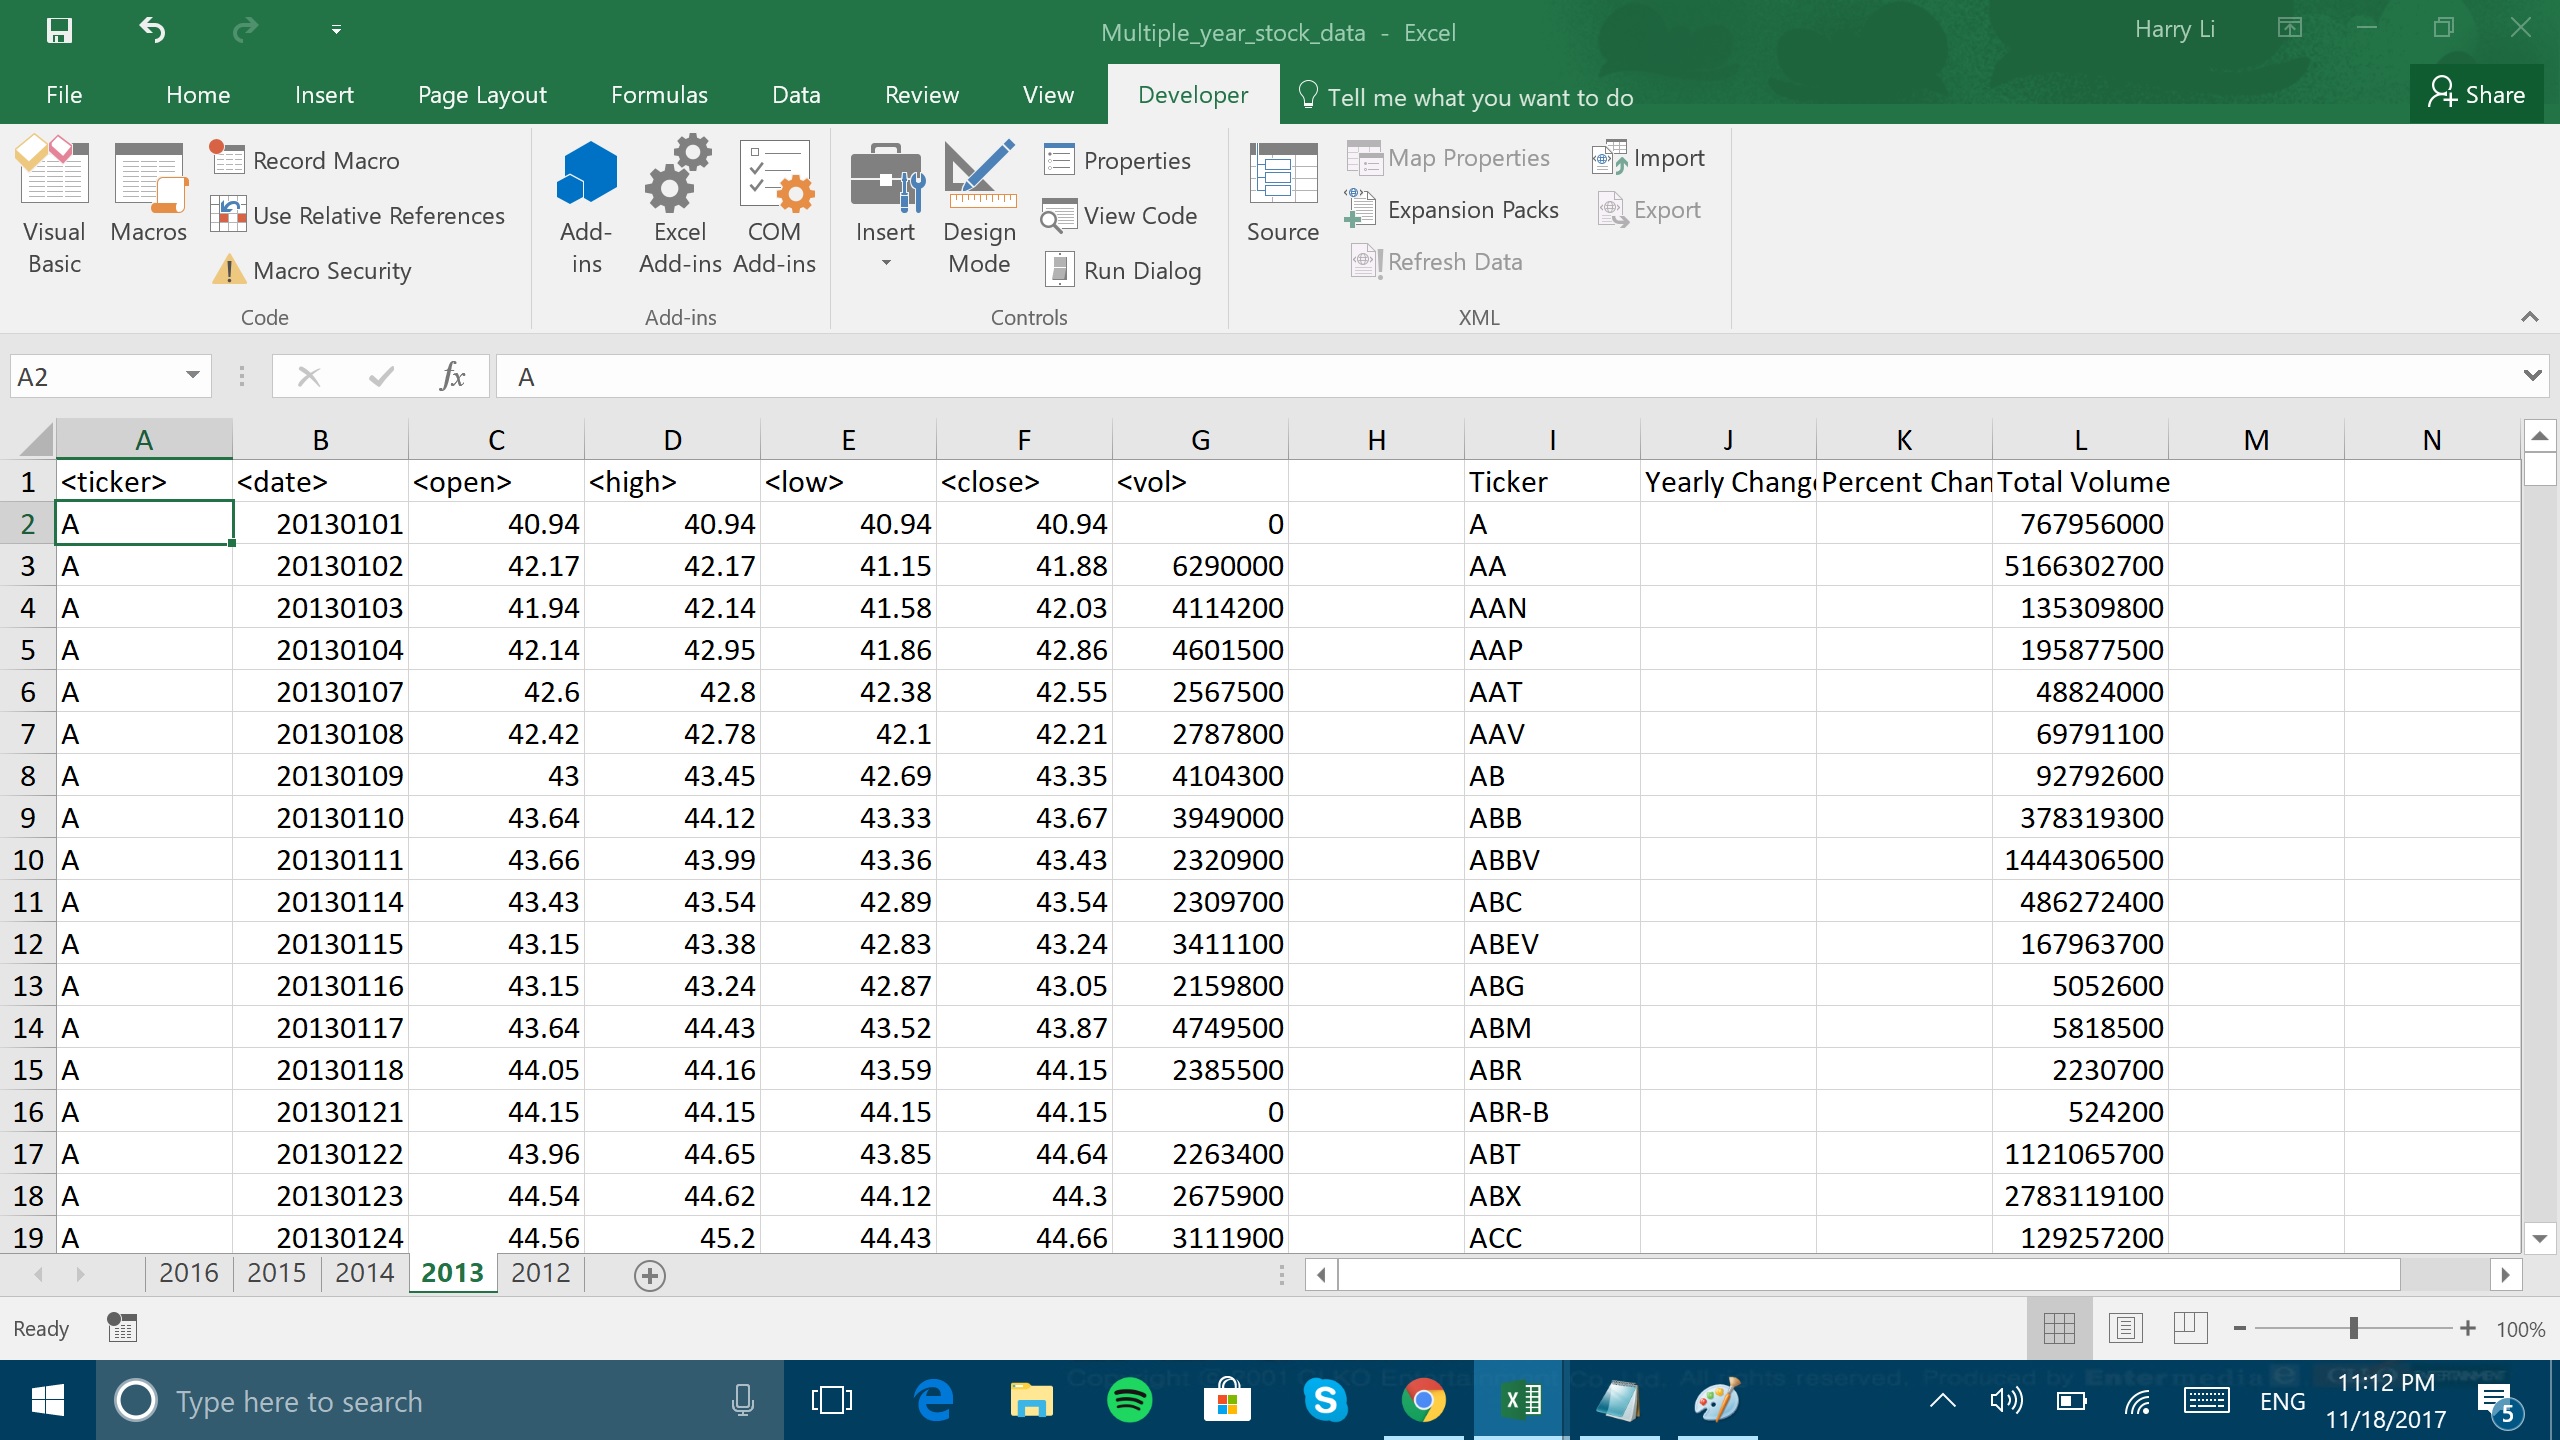 Multiple_year_stock_data - Excel
Harry Li
File Home Insert Page Layout Formulas Data Review View Developer Tell me what you want to do Share
Visual Basic
Macros
Record Macro
Use Relative References
Macro Security
Code
Add-ins
Excel Add-ins
COM Add-ins
Add-ins
Insert
Design Mode
Properties
View Code
Run Dialog
Controls
Source
Map Properties
Expansion Packs
Refresh Data
Import
Export
XML
A2 fx A
A B C D E F G H I J K L M N
1 <ticker> <date> <open> <high> <low> <close> <vol> Ticker Yearly Change Percent Chan Total Volume
2 A 20130101 40.94 40.94 40.94 40.94 0 A 767956000
3 A 20130102 42.17 42.17 41.15 41.88 6290000 AA 5166302700
4 A 20130103 41.94 42.14 41.58 42.03 4114200 AAN 135309800
5 A 20130104 42.14 42.95 41.86 42.86 4601500 AAP 195877500
6 A 20130107 42.6 42.8 42.38 42.55 2567500 AAT 48824000
7 A 20130108 42.42 42.78 42.1 42.21 2787800 AAV 69791100
8 A 20130109 43 43.45 42.69 43.35 4104300 AB 92792600
9 A 20130110 43.64 44.12 43.33 43.67 3949000 ABB 378319300
10 A 20130111 43.66 43.99 43.36 43.43 2320900 ABBV 1444306500
11 A 20130114 43.43 43.54 42.89 43.54 2309700 ABC 486272400
12 A 20130115 43.15 43.38 42.83 43.24 3411100 ABEV 167963700
13 A 20130116 43.15 43.24 42.87 43.05 2159800 ABG 5052600
14 A 20130117 43.64 44.43 43.52 43.87 4749500 ABM 5818500
15 A 20130118 44.05 44.16 43.59 44.15 2385500 ABR 2230700
16 A 20130121 44.15 44.15 44.15 44.15 0 ABR-B 524200
17 A 20130122 43.96 44.65 43.85 44.64 2263400 ABT 1121065700
18 A 20130123 44.54 44.62 44.12 44.3 2675900 ABX 2783119100
19 A 20130124 44.56 45.2 44.43 44.66 3111900 ACC 129257200
2016 2015 2014 2013 2012
Ready 100%
Type here to search
ENG
11:12 PM
11/18/2017
5